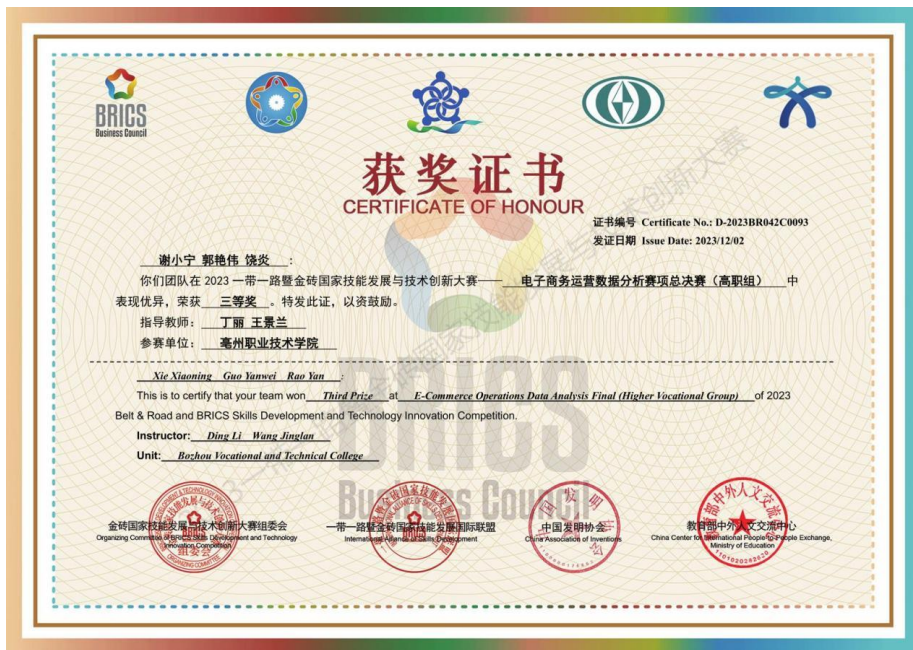 BRICS
Business Council
获奖证书
CERTIFICATE OF HONOUR
证书编号 Certificate No.: D-2023BR042C0093
发证日期 Issue Date: 2023/12/02
谢小宁 郭艳伟 饶炎 :
你们团队在 2023 一带一路暨金砖国家技能发展与技术创新大赛—— 电子商务运营数据分析赛项总决赛（高职组） 中
表现优异，荣获 三等奖 。特发此证，以资鼓励。
指导教师： 丁丽 王景兰
参赛单位： 亳州职业技术学院
Xie Xiaoning Guo Yanwei Rao Yan :
This is to certify that your team won Third Prize at E-Commerce Operations Data Analysis Final (Higher Vocational Group) of 2023
Belt & Road and BRICS Skills Development and Technology Innovation Competition.
Instructor: Ding Li Wang Jinglan
Unit: Bozhou Vocational and Technical College
BRICS
Business Council
金砖国家技能发展与技术创新大赛组委会
Organizing Committee of BRICS Skills Development and Technology
Innovation Competition
一带一路暨金砖国家技能发展国际联盟
International Alliance of Skills Development
中国发明协会
China Association of Inventions
教育部中外人文交流中心
China Center for International People-to-People Exchange,
Ministry of Education